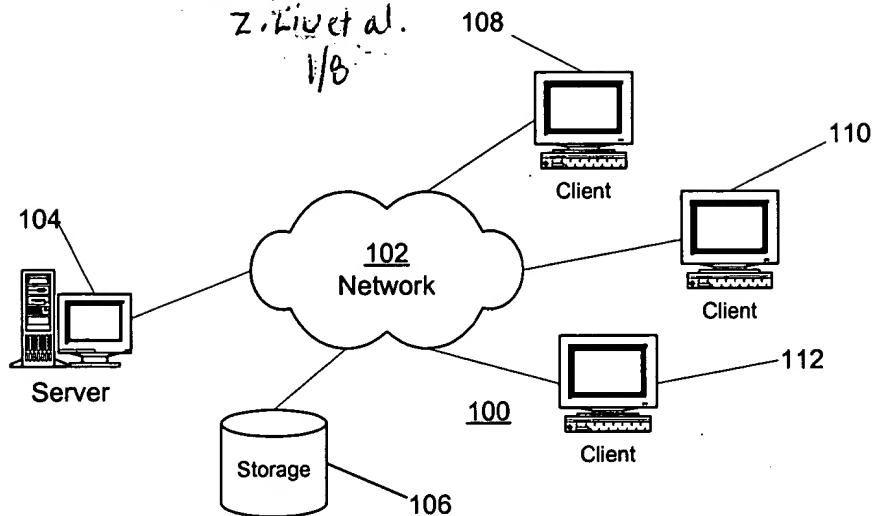 Z. Liu et al.
1/8
108
Client
110
Client
104
Server
102
Network
112
Client
100
Storage
106